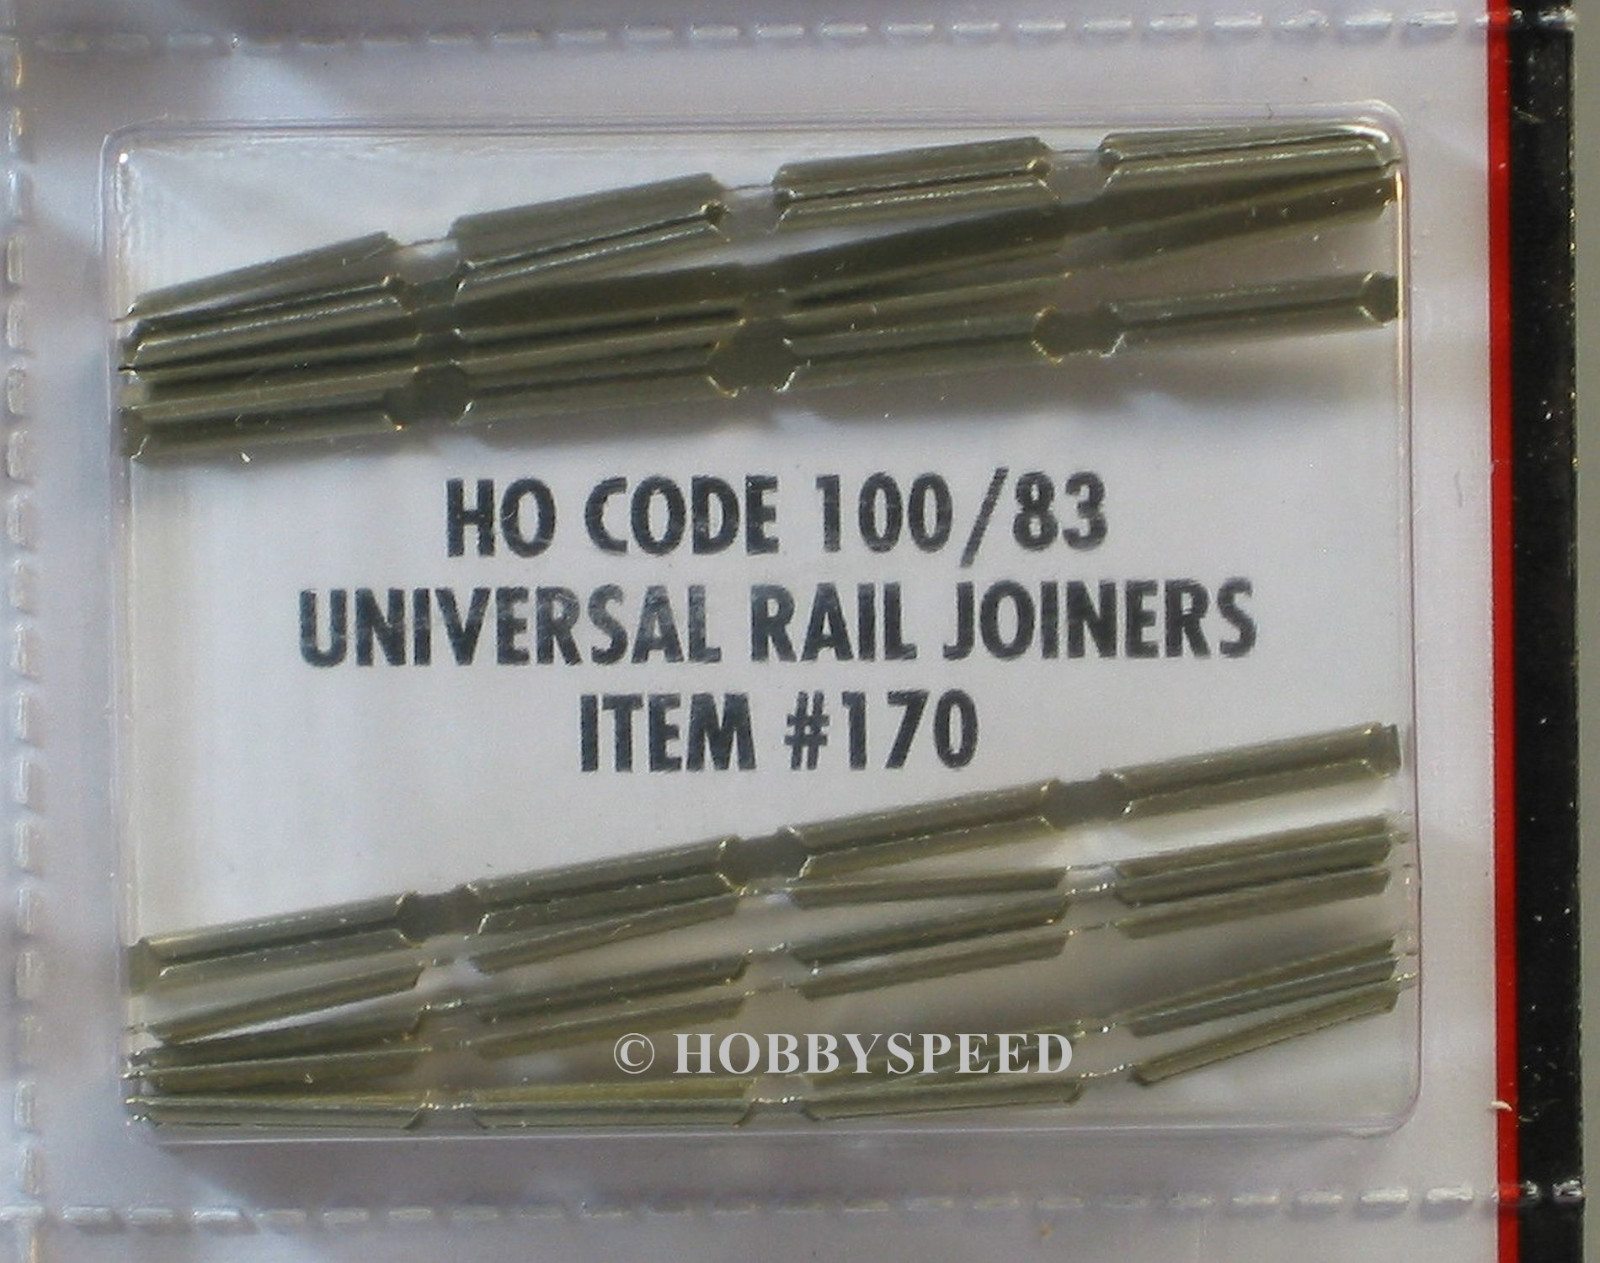 HO CODE 100/83
UNIVERSAL RAIL JOINERS
ITEM #170
© HOBBYSPEED